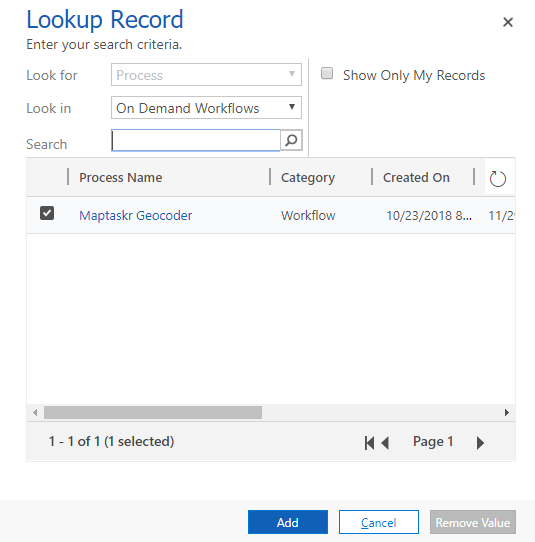 Lookup Record
Enter your search criteria.
Look for Process Show Only My Records
Look in On Demand Workflows
Search
Process Name Category Created On
Maptaskr Geocoder Workflow 10/23/2018 8... 11/29
1 - 1 of 1 (1 selected) Page 1
Add Cancel Remove Value